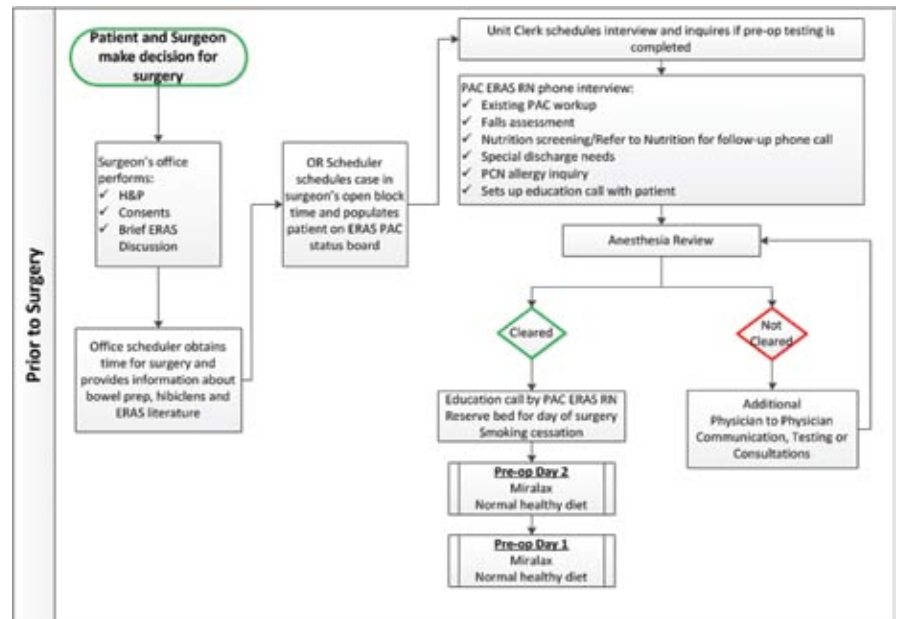 Prior to Surgery
Patient and Surgeon
make decision for
surgery
Surgeon's office
performs:
✓ H&P
✓ Consents
✓ Brief ERAS
Discussion
Office scheduler obtains
time for surgery and
provides information about
bowel prep, hibiclens and
ERAS literature
OR Scheduler
schedules case in
surgeon's open block
time and populates
patient on ERAS PAC
status board
Unit Clerk schedules interview and inquires if pre-op testing is
completed
PAC ERAS RN phone interview:
✓ Existing PAC workup
✓ Falls assessment
✓ Nutrition screening/Refer to Nutrition for follow-up phone call
✓ Special discharge needs
✓ PCN allergy inquiry
✓ Sets up education call with patient
Anesthesia Review
Cleared
Not
Cleared
Education call by PAC ERAS RN
Reserve bed for day of surgery
Smoking cessation
Additional
Physician to Physician
Communication, Testing or
Consultations
Pre-op Day 2
Miralax
Normal healthy diet
Pre-op Day 1
Miralax
Normal healthy diet